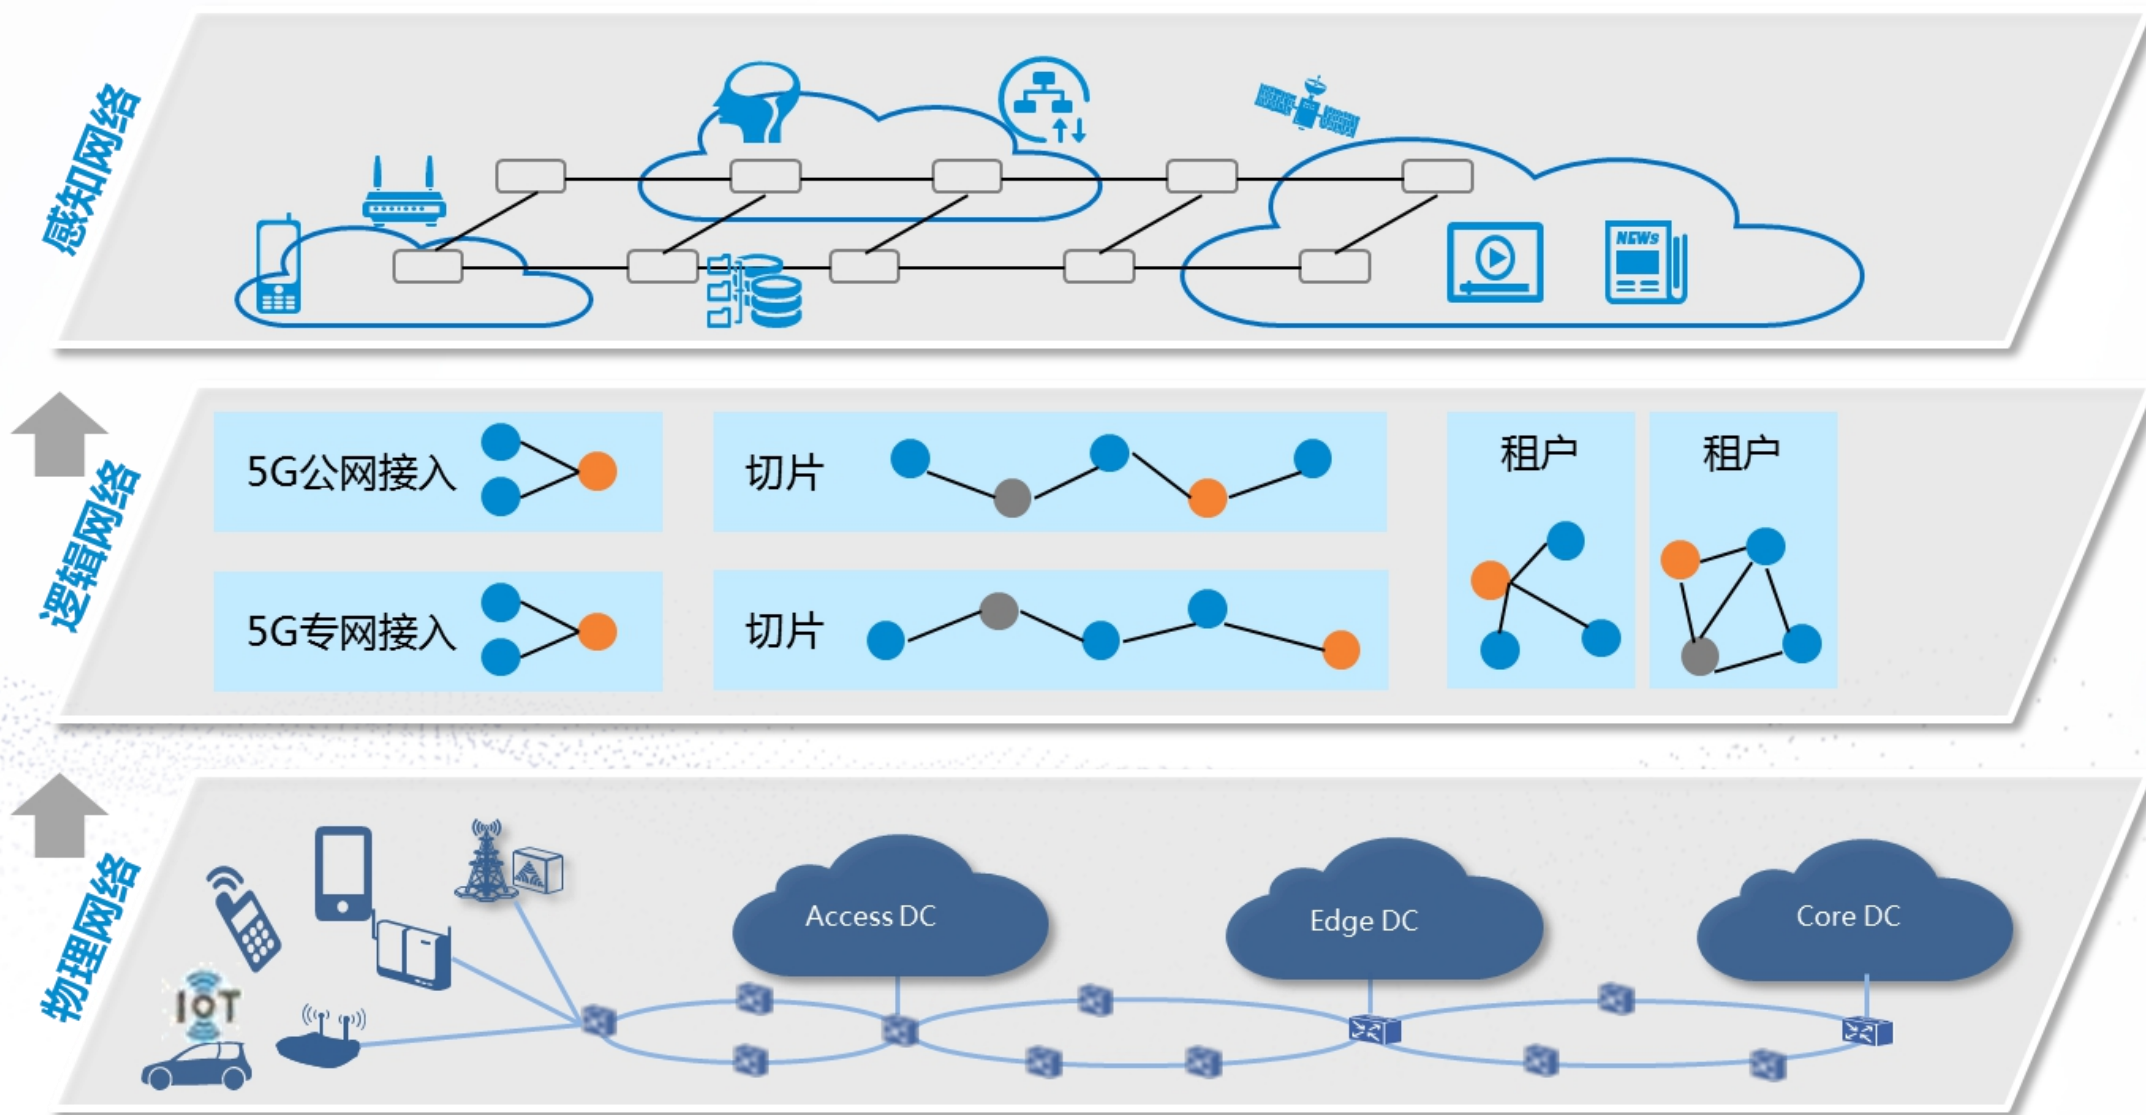 感知网络
NEWs
逻辑网络
5G公网接入
切片
租户
租户
5G专网接入
切片
物理网络
Access DC
Edge DC
Core DC
IoT